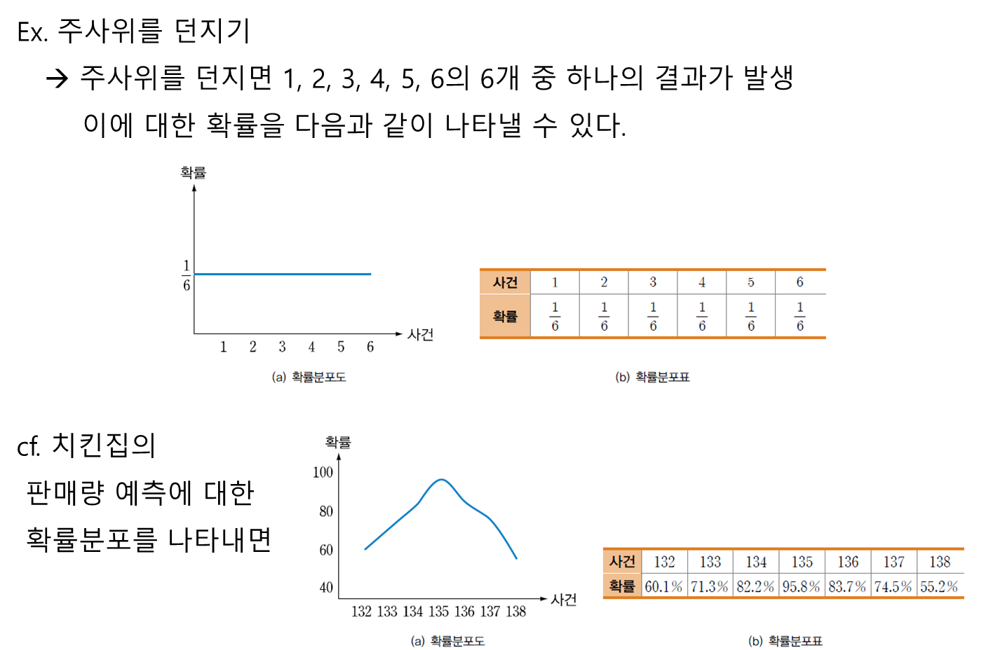 Ex. 주사위를 던지기
→ 주사위를 던지면 1, 2, 3, 4, 5, 6의 6개 중 하나의 결과가 발생
이에 대한 확률을 다음과 같이 나타낼 수 있다.
확률
1/6
1 2 3 4 5 6
사건
(a) 확률분포도
사건 1 2 3 4 5 6
확률 1/6 1/6 1/6 1/6 1/6 1/6
(b) 확률분포표
cf. 치킨집의
판매량 예측에 대한
확률분포를 나타내면
확률
100
80
60
40
132 133 134 135 136 137 138
사건
(a) 확률분포도
사건 132 133 134 135 136 137 138
확률 60.1% 71.3% 82.2% 95.8% 83.7% 74.5% 55.2%
(b) 확률분포표